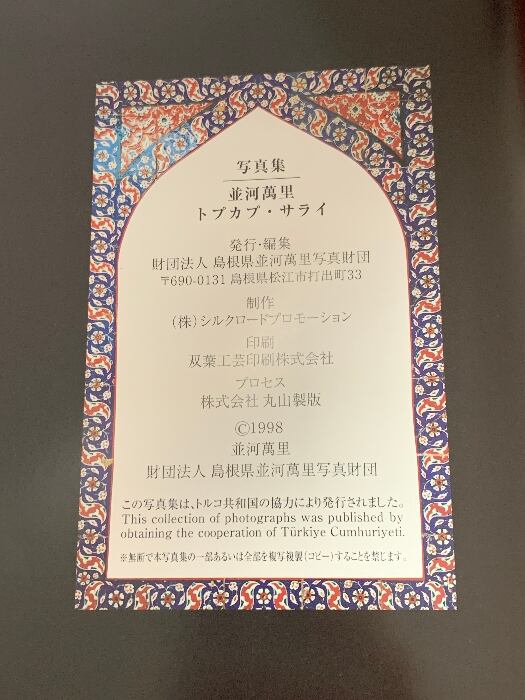 写真集
並河萬里
トプカプ・サライ
発行・編集
財団法人 島根県並河萬里写真財団
〒690-0131 島根県松江市打出町33
制作
(株)シルクロードプロモーション
印刷
双葉工芸印刷株式会社
プロセス
株式会社 丸山製版
©1998
並河萬里
財団法人 島根県並河萬里写真財団
この写真集は、トルコ共和国の協力により発行されました。
This collection of photographs was published by
obtaining the cooperation of Türkiye Cumhuriyeti.
※無断で本写真集の一部あるいは全部を複写複製(コピー)することを禁じます。